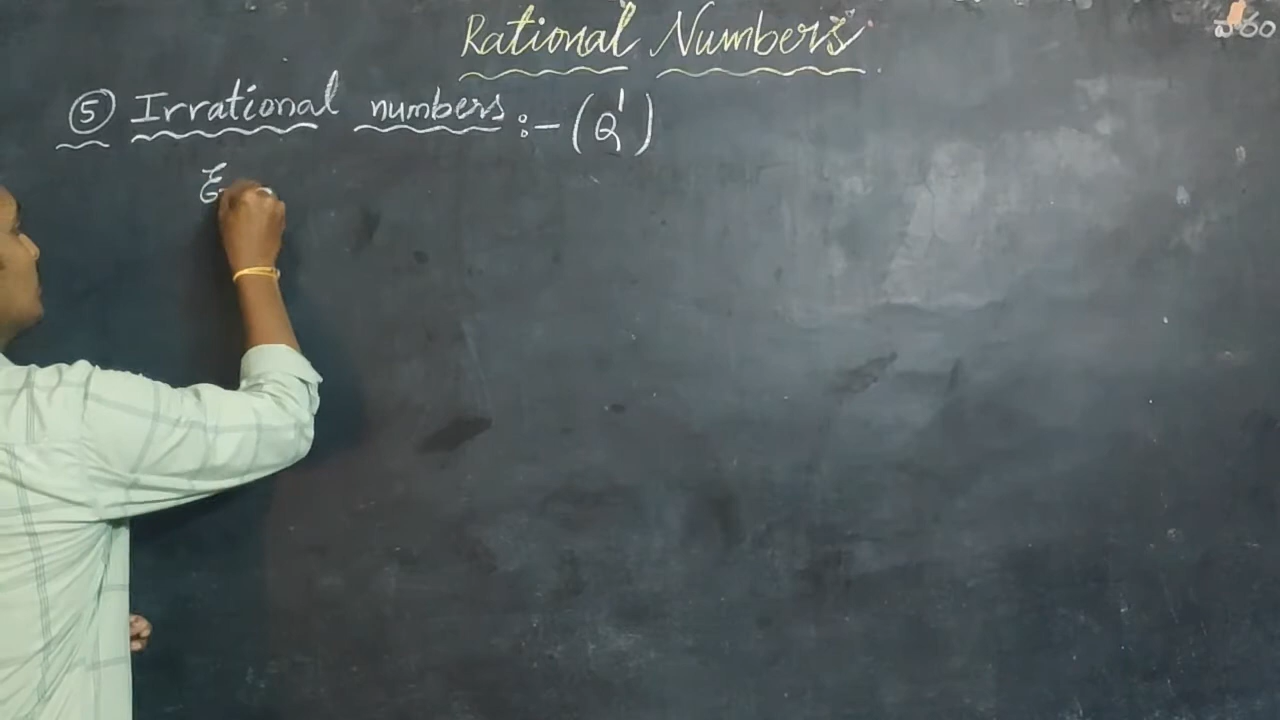 Rational Numbers
వారం
⑤ Irrational numbers :- (Q')
E